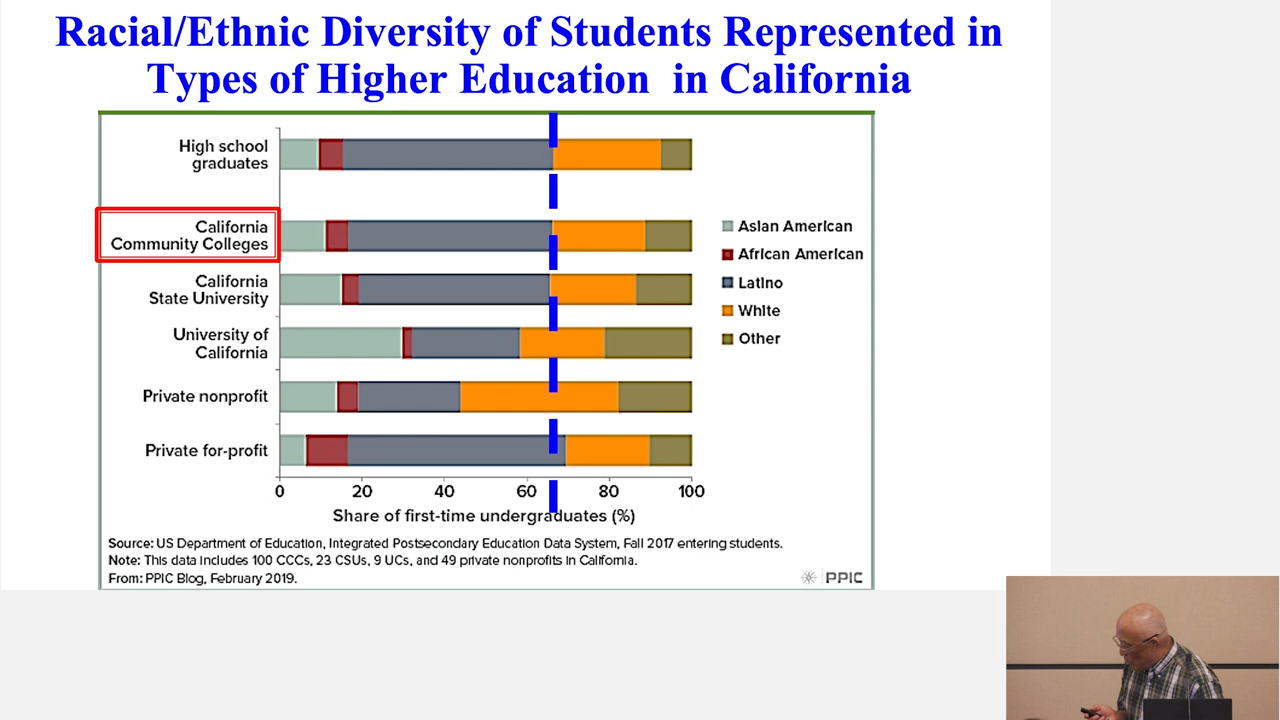 Racial/Ethnic Diversity of Students Represented in
Types of Higher Education in California
High school
graduates
California
Community Colleges
California
State University
University of
California
Private nonprofit
Private for-profit
Asian American
African American
Latino
White
Other
0 20 40 60 80 100
Share of first-time undergraduates (%)
Source: US Department of Education, Integrated Postsecondary Education Data System, Fall 2017 entering students.
Note: This data includes 100 CCCs, 23 CSUs, 9 UCs, and 49 private nonprofits in California.
From: PPIC Blog, February 2019.
PPIC